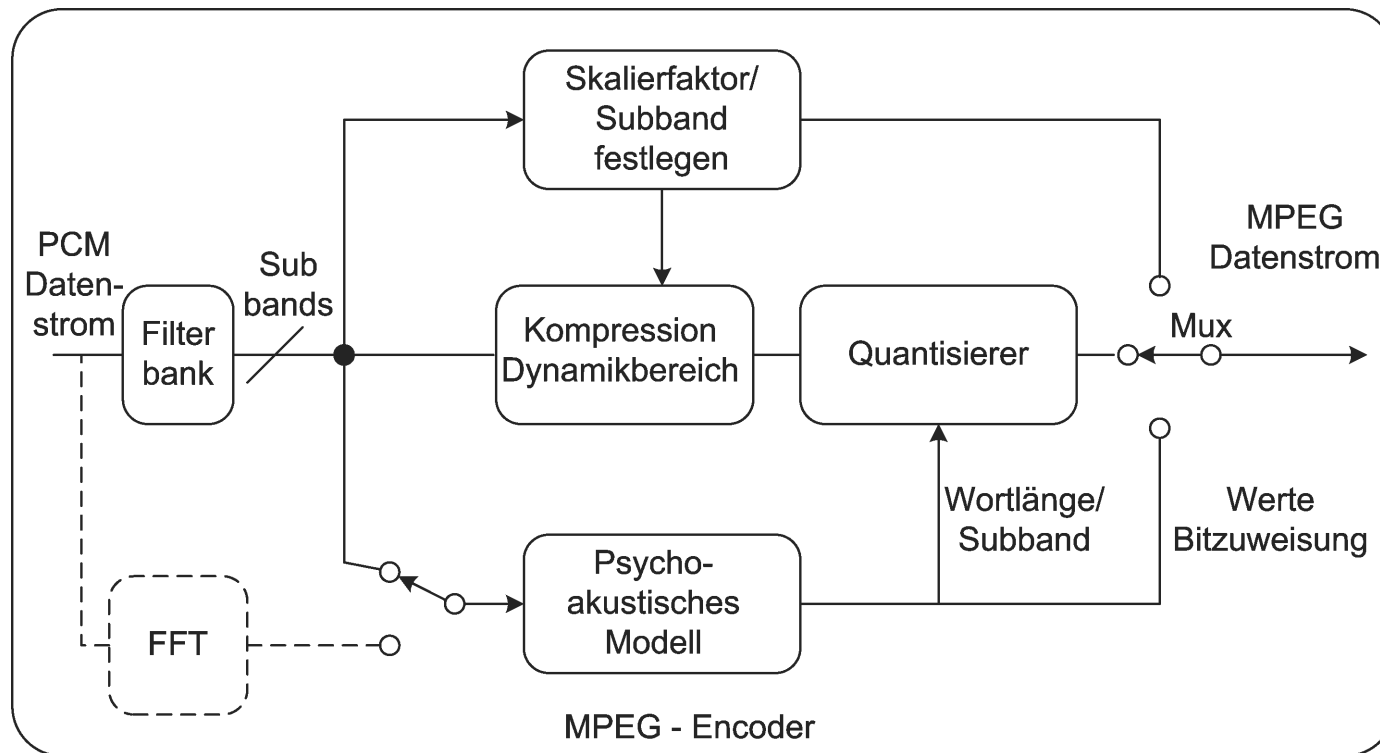 Skalierfaktor/
Subband
festlegen
PCM
Daten-
strom
Sub
bands
MPEG
Datenstrom
Filter
bank
Kompression
Dynamikbereich
Quantisierer
Mux
Wortlänge/
Subband
Werte
Bitzuweisung
FFT
Psycho-
akustisches
Modell
MPEG - Encoder